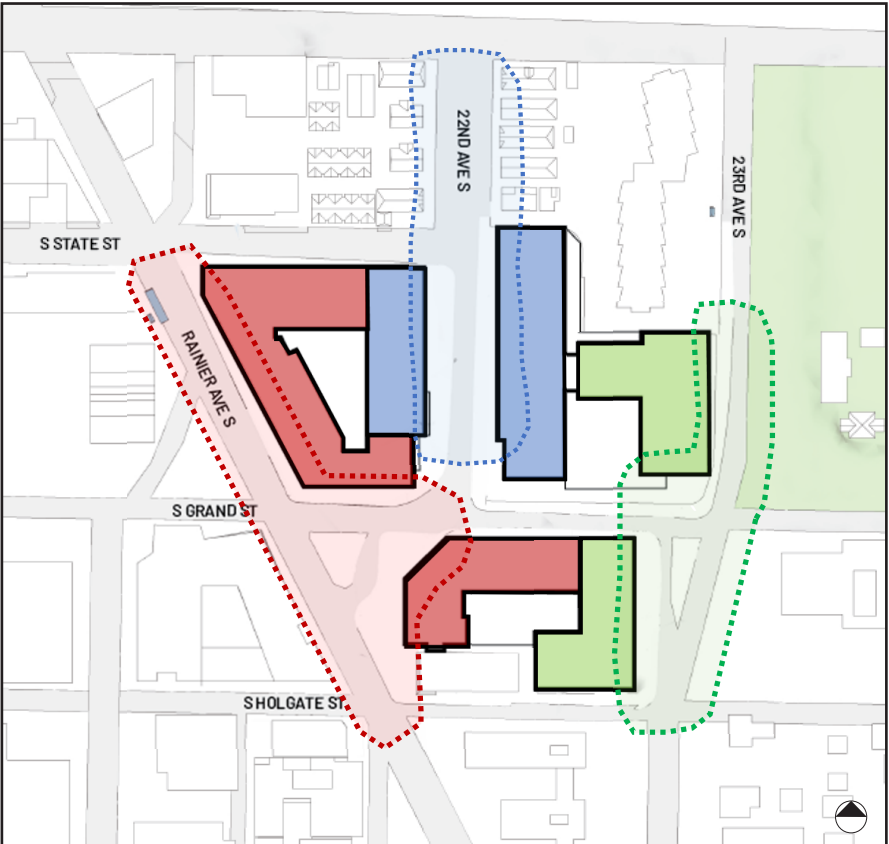 22ND AVE S
23RD AVE S
S STATE ST
RAINIER AVE S
S GRAND ST
S HOLGATE ST